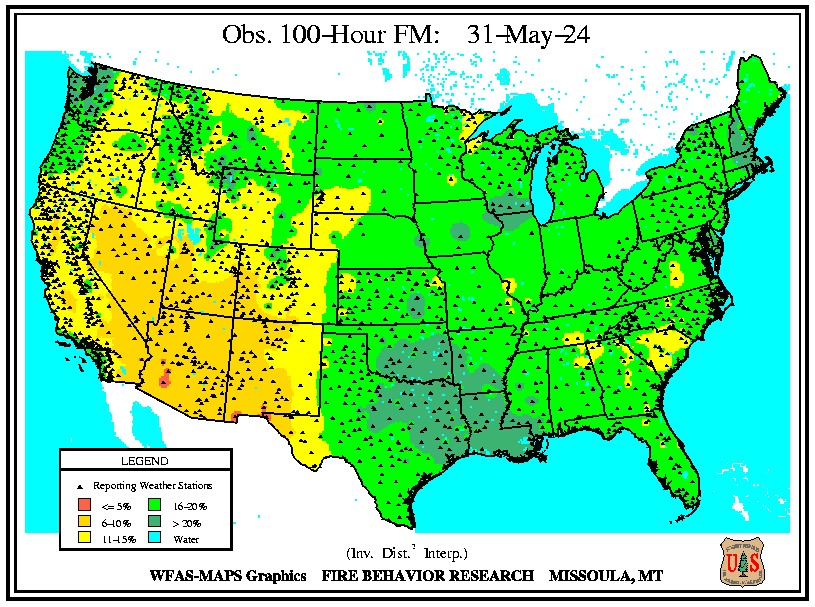 Obs. 100-Hour FM: 31-May-24
LEGEND
Reporting Weather Stations
<= 5% 16-20%
6-10% > 20%
11-15% Water
(Inv. Dist.² Interp.)
WFAS-MAPS Graphics FIRE BEHAVIOR RESEARCH MISSOULA, MT
U S